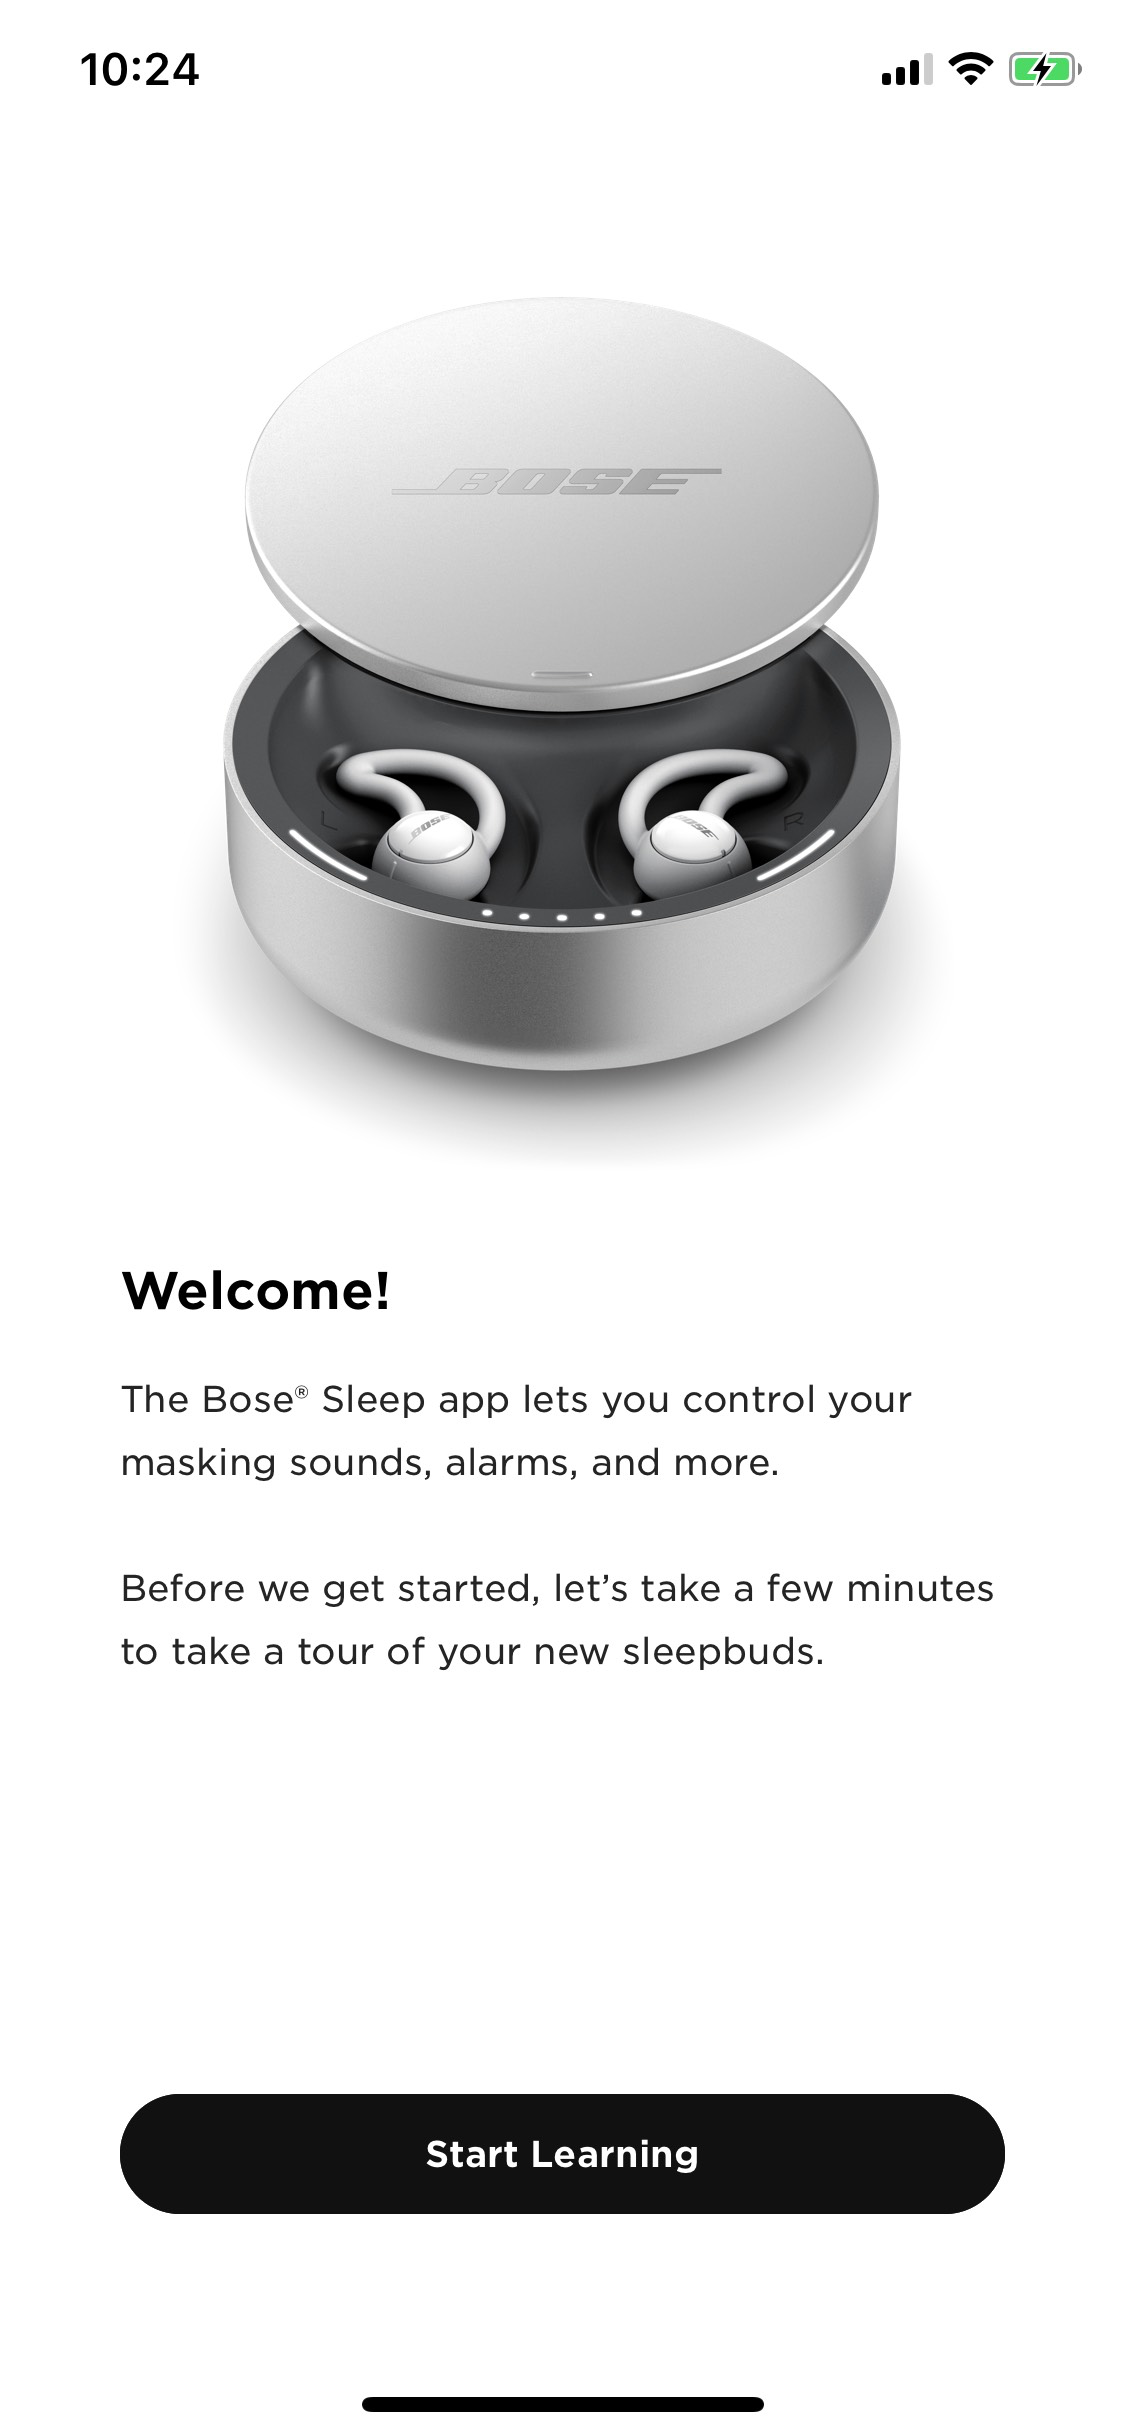 10:24
BOSE
BOSE
BOSE
L
R
Welcome!
The Bose® Sleep app lets you control your
masking sounds, alarms, and more.
Before we get started, let’s take a few minutes
to take a tour of your new sleepbuds.
Start Learning